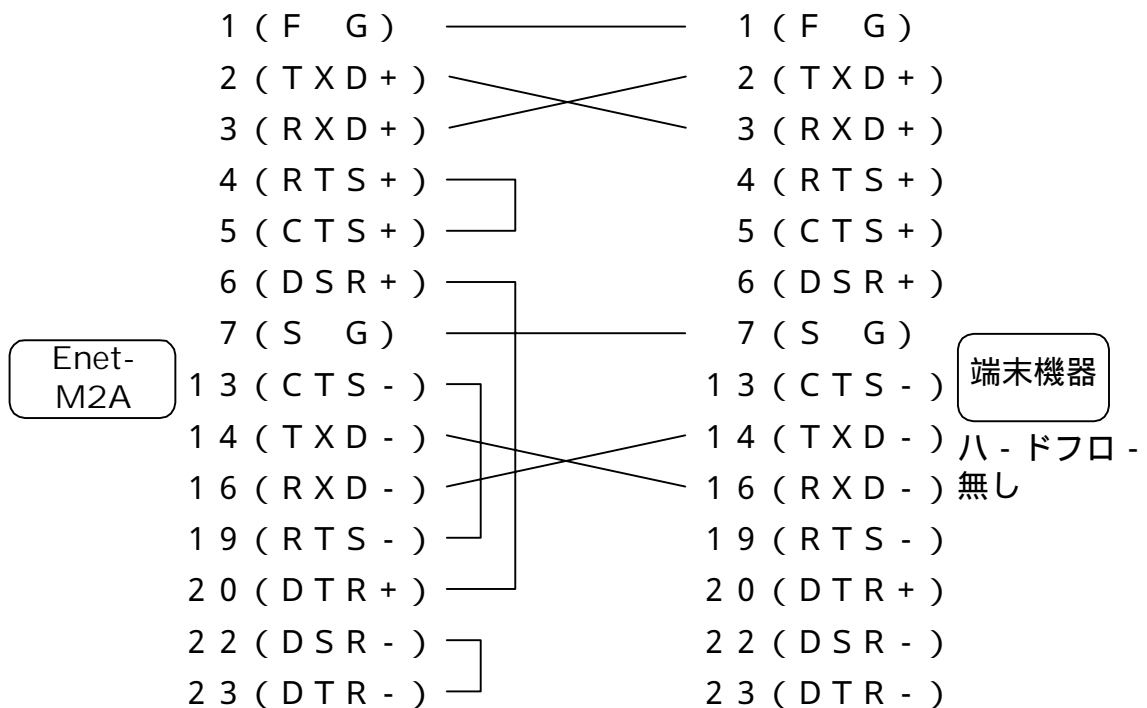 1(F G) 1(F G)
2(TXD+) 2(TXD+)
3(RXD+) 3(RXD+)
4(RTS+) 4(RTS+)
5(CTS+) 5(CTS+)
6(DSR+) 6(DSR+)
7(S G) 7(S G)
Enet-
M2A
端末機器
13(CTS-) 13(CTS-)
14(TXD-) 14(TXD-)
ハ-ドフロ-
無し
16(RXD-) 16(RXD-)
19(RTS-) 19(RTS-)
20(DTR+) 20(DTR+)
22(DSR-) 22(DSR-)
23(DTR-) 23(DTR-)